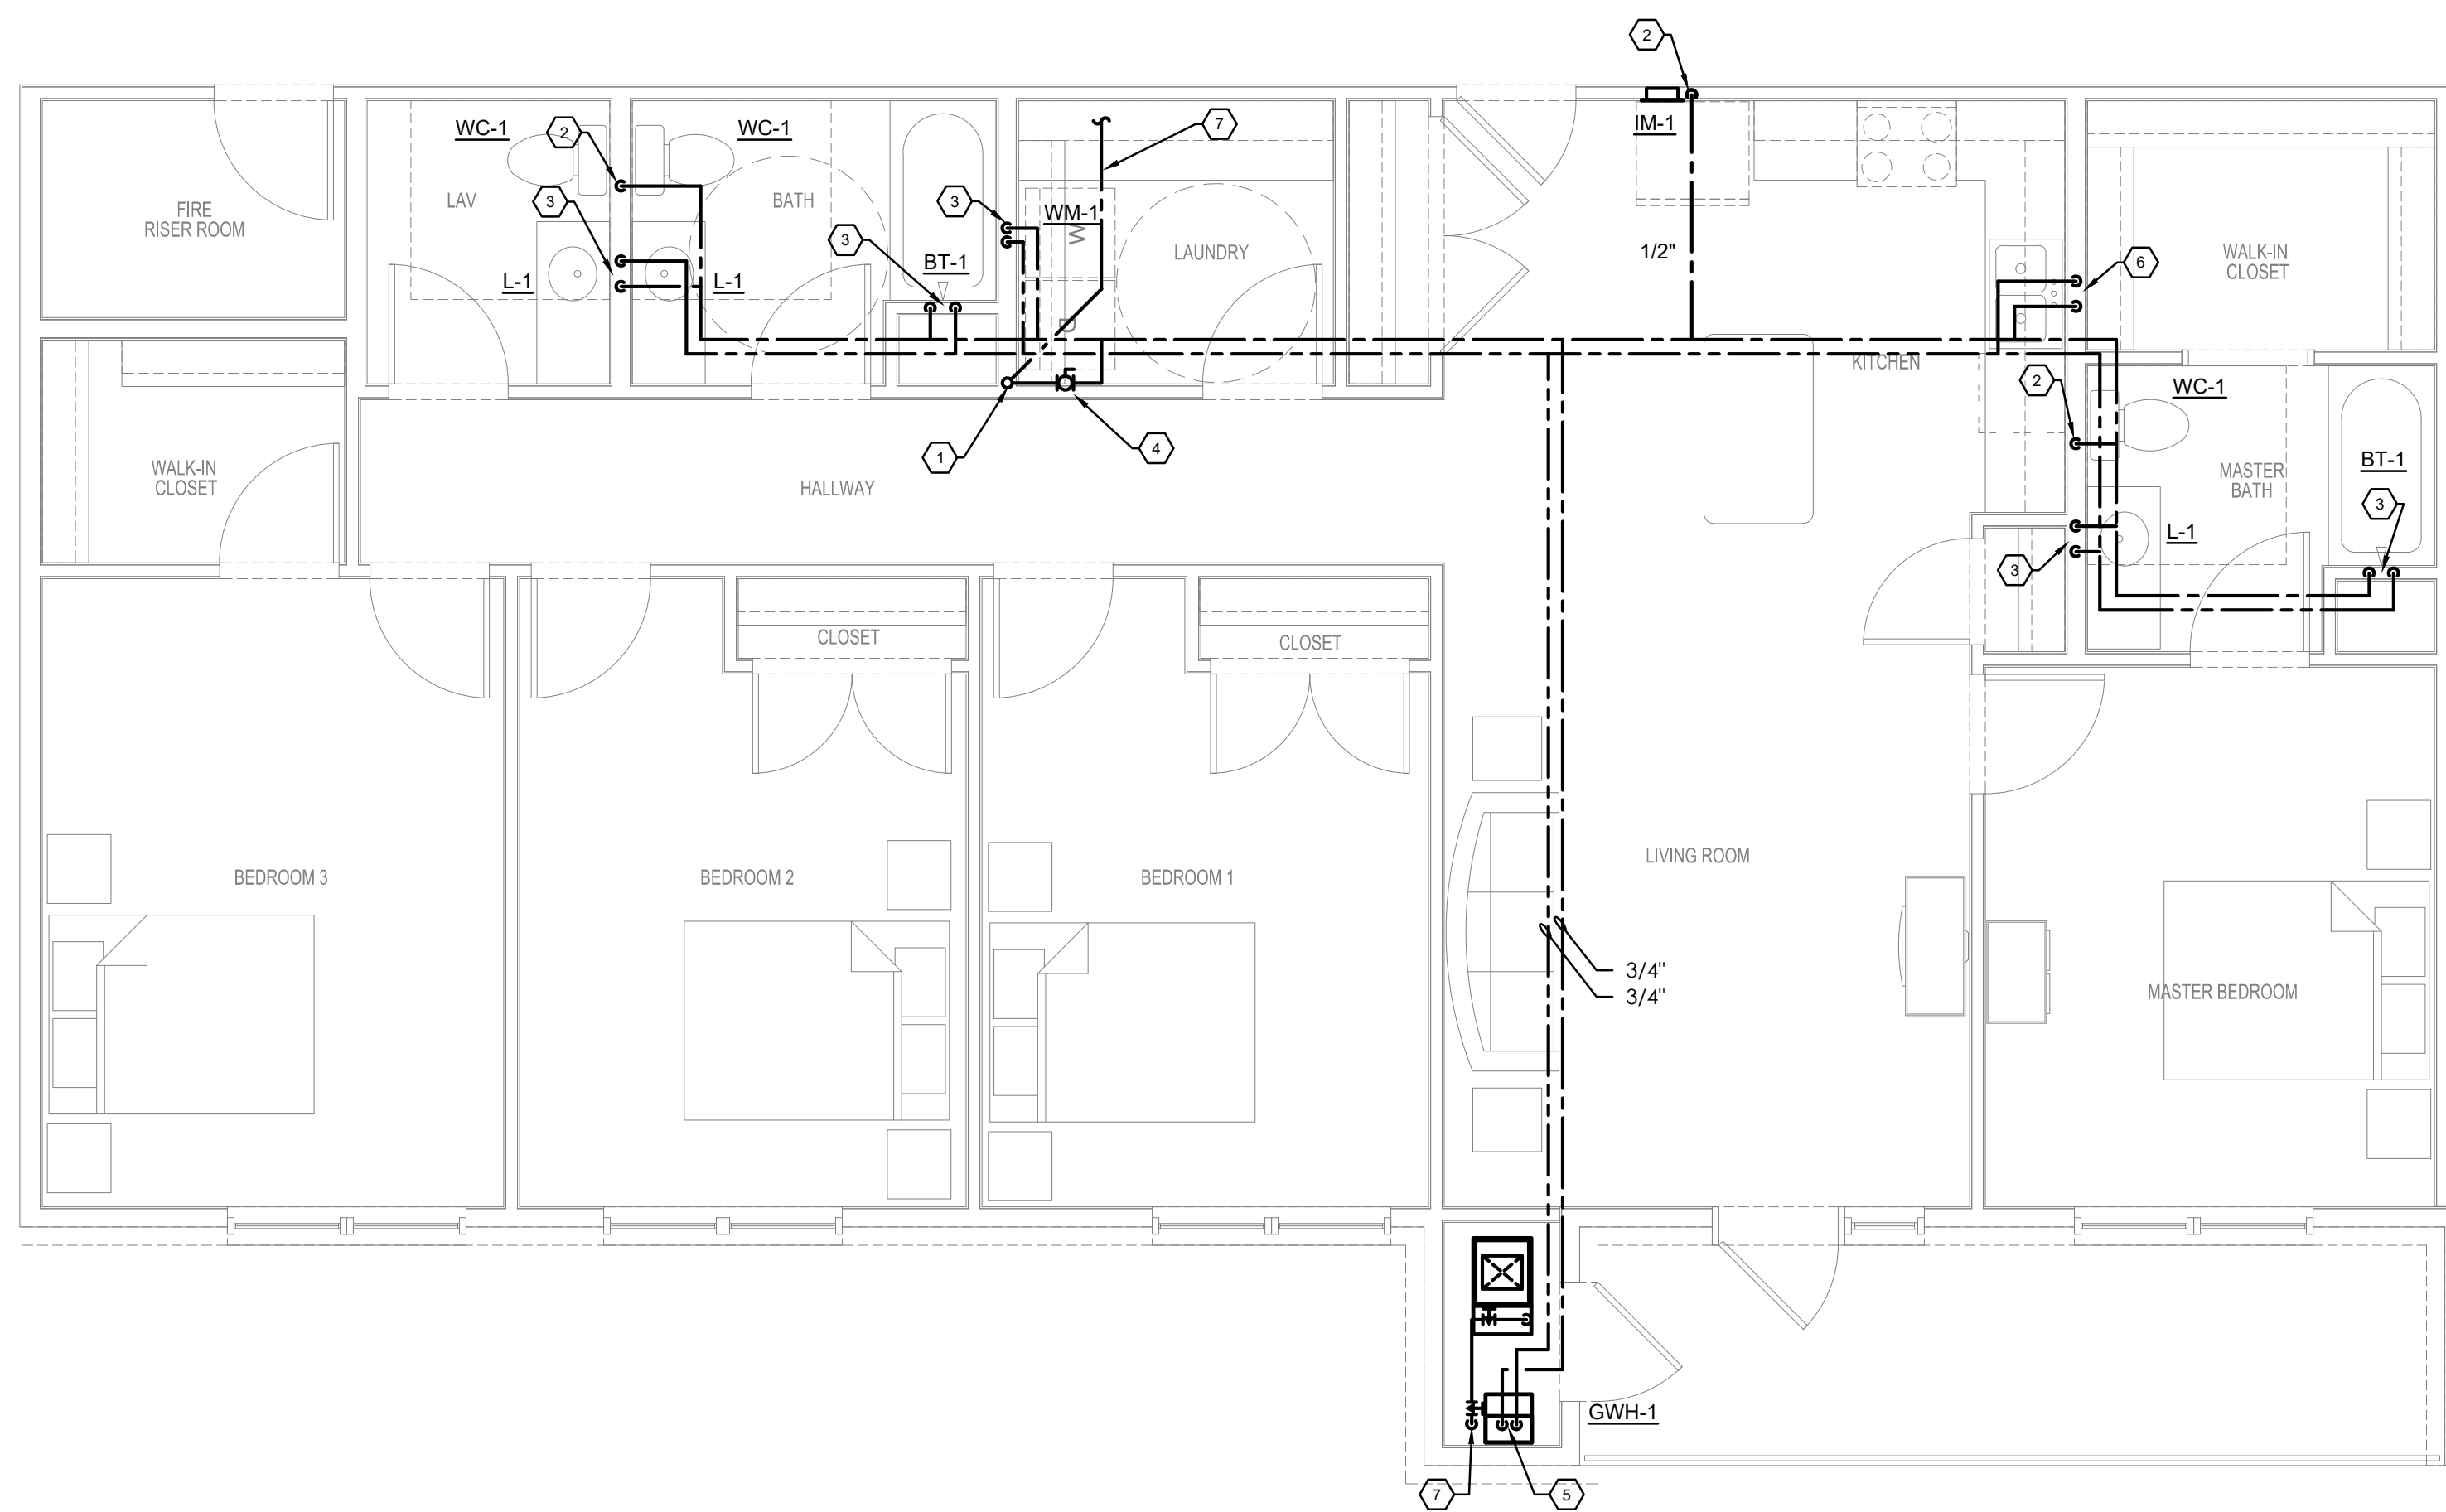 2
WC-1
2
WC-1
7
IM-1
3
LAV
BATH
3
WM-1
W
FIRE
RISER ROOM
3
BT-1
LAUNDRY
1/2"
WALK-IN
CLOSET
6
L-1
L-1
D
KITCHEN
2
WC-1
1
4
WALK-IN
CLOSET
HALLWAY
MASTER
BATH
BT-1
3
L-1
3
CLOSET
CLOSET
BEDROOM 3
BEDROOM 2
BEDROOM 1
LIVING ROOM
3/4"
3/4"
MASTER BEDROOM
GWH-1
7
5